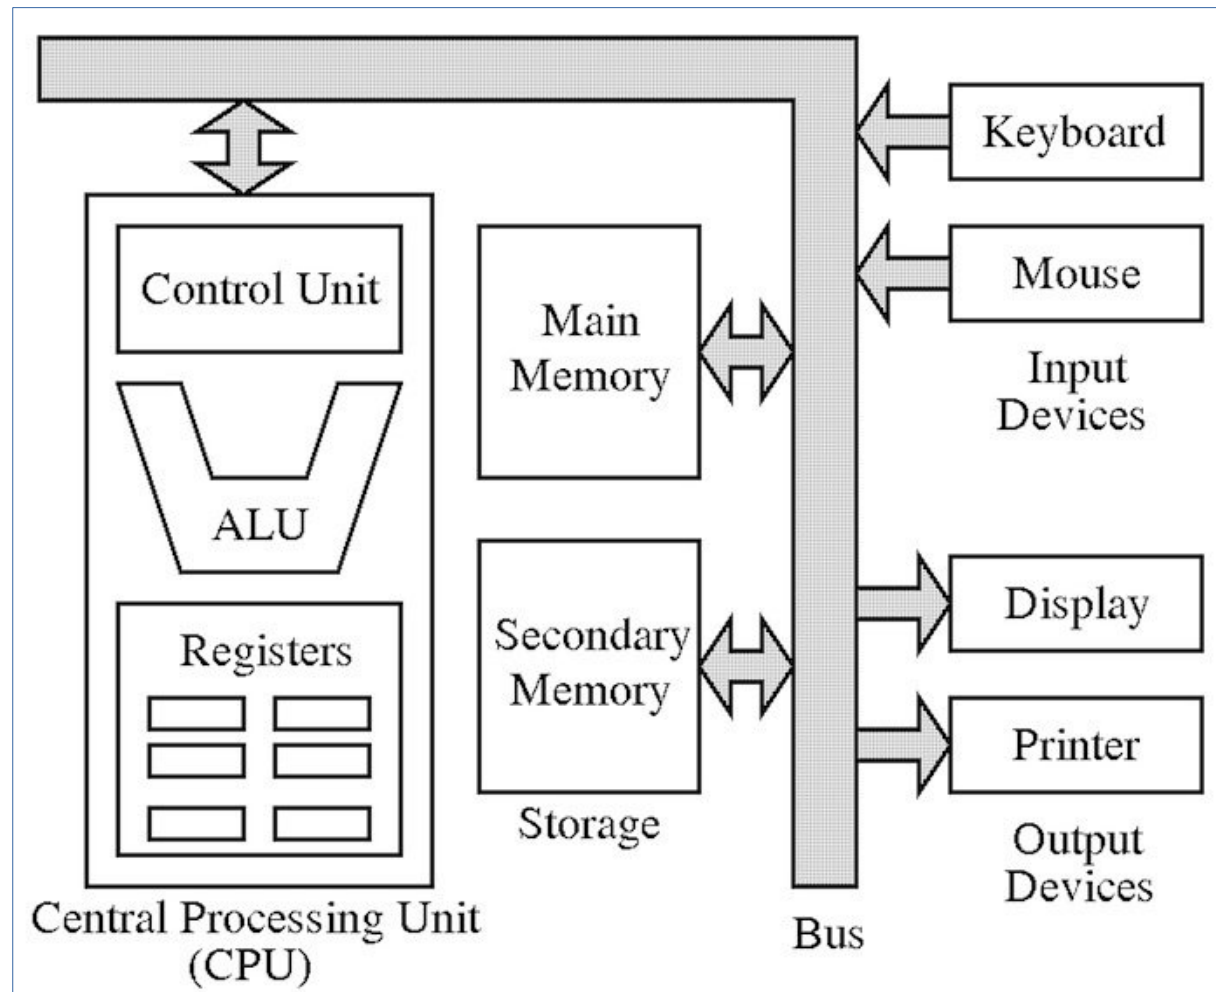 Control Unit
ALU
Registers
Central Processing Unit
(CPU)
Main
Memory
Secondary
Memory
Storage
Bus
Keyboard
Mouse
Input
Devices
Display
Printer
Output
Devices